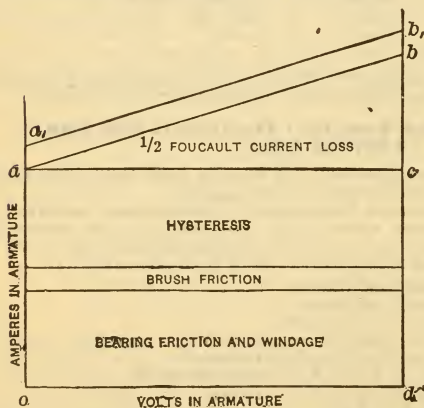 b,
b
a,
1/2 FOUCAULT CURRENT LOSS
a
c
HYSTERESIS
BRUSH FRICTION
BEARING FRICTION AND WINDAGE
AMPERES IN ARMATURE
o
VOLTS IN ARMATURE
d